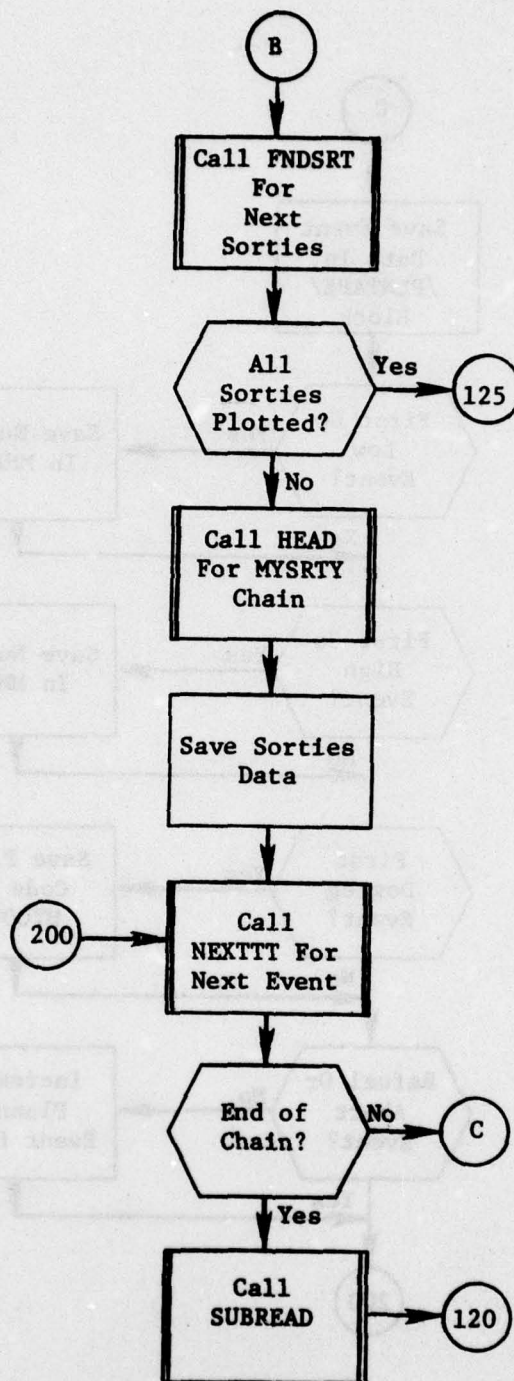 B
Call FNDSRT
For
Next
Sorties
All
Sorties
Plotted?
Yes
125
No
Call HEAD
For MYSRTY
Chain
Save Sorties
Data
200
Call
NEXTTT For
Next Event
End of
Chain?
No
C
Yes
Call
SUBREAD
120